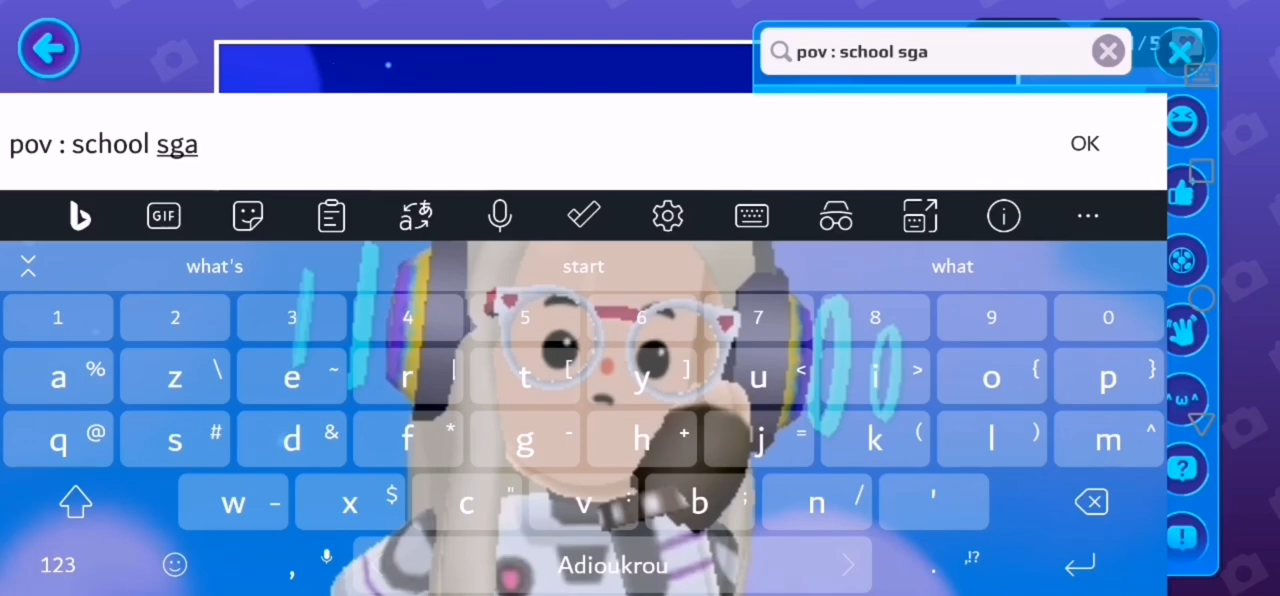 pov : school sga
1/5
pov : school sga
OK
GIF
what's start what
1 2 3 4 5 6 7 8 9 0
a % z \ e ~ r | t [ y ] u < i > o { p }
q @ s # d & f * g - h + j = k ( l ) m ^
w _ x $ c " v : b ; n / '
123 , Adioukrou . ,!?
^ω^
?
!